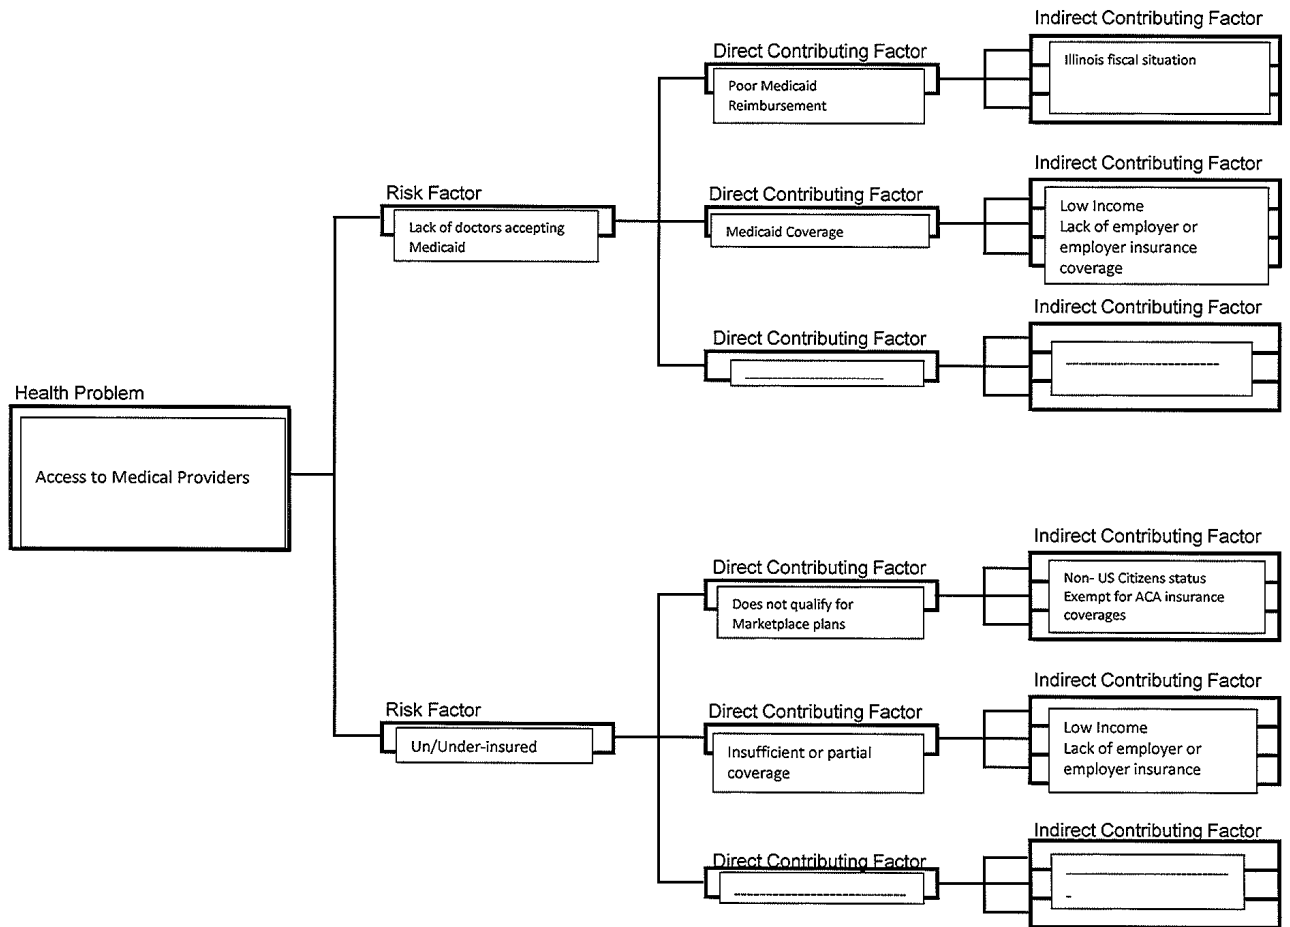 Health Problem
Access to Medical Providers
Risk Factor
Lack of doctors accepting
Medicaid
Direct Contributing Factor
Poor Medicaid
Reimbursement
Indirect Contributing Factor
Illinois fiscal situation
Direct Contributing Factor
Medicaid Coverage
Indirect Contributing Factor
Low Income
Lack of employer or
employer insurance
coverage
Direct Contributing Factor
Indirect Contributing Factor
Risk Factor
Un/Under-insured
Direct Contributing Factor
Does not qualify for
Marketplace plans
Indirect Contributing Factor
Non- US Citizens status
Exempt for ACA insurance
coverages
Direct Contributing Factor
Insufficient or partial
coverage
Indirect Contributing Factor
Low Income
Lack of employer or
employer insurance
Direct Contributing Factor
Indirect Contributing Factor